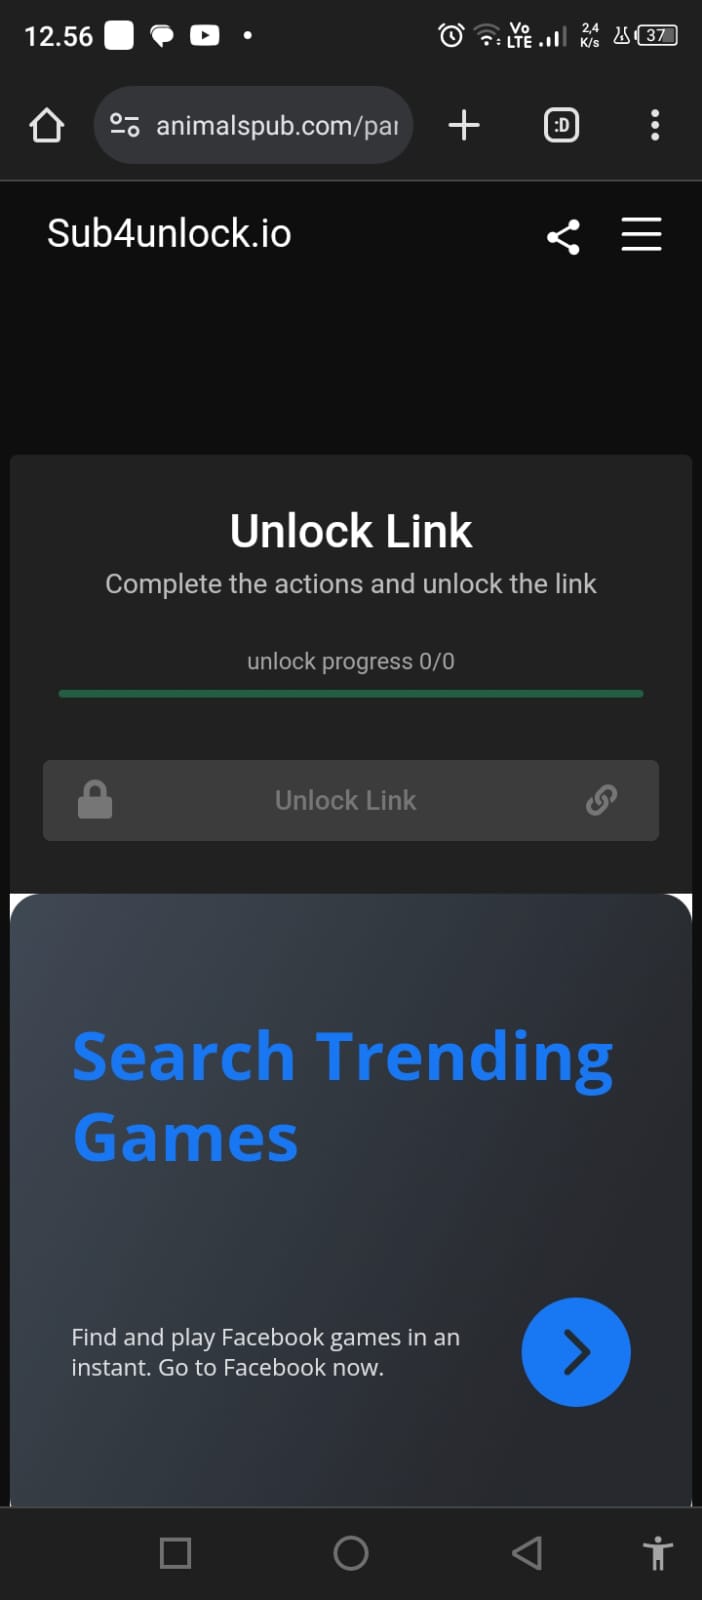 12.56
Vo
LTE
2,4
K/s
37
animalspub.com/par
:D
Sub4unlock.io
Unlock Link
Complete the actions and unlock the link
unlock progress 0/0
Unlock Link
Search Trending
Games
Find and play Facebook games in an
instant. Go to Facebook now.